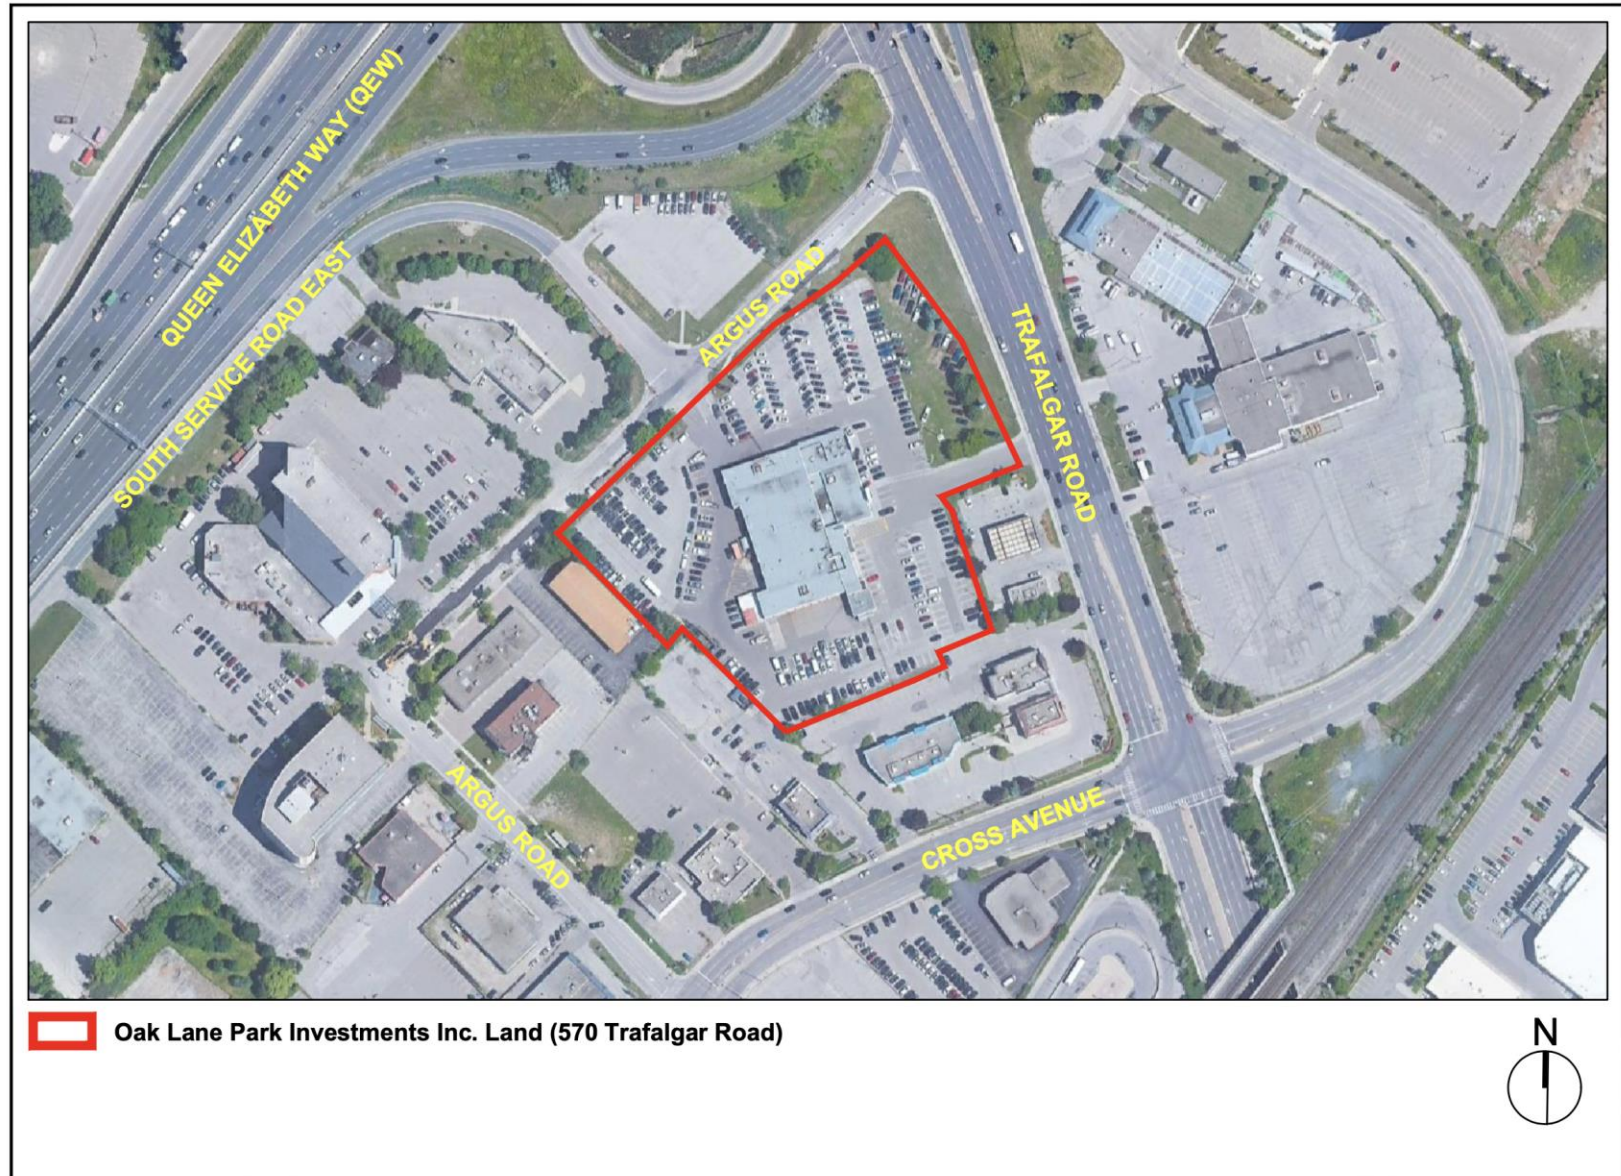 QUEEN ELIZABETH WAY (QEW)
SOUTH SERVICE ROAD EAST
ARGUS ROAD
TRAFALGAR ROAD
ARGUS ROAD
CROSS AVENUE
Oak Lane Park Investments Inc. Land (570 Trafalgar Road)
N